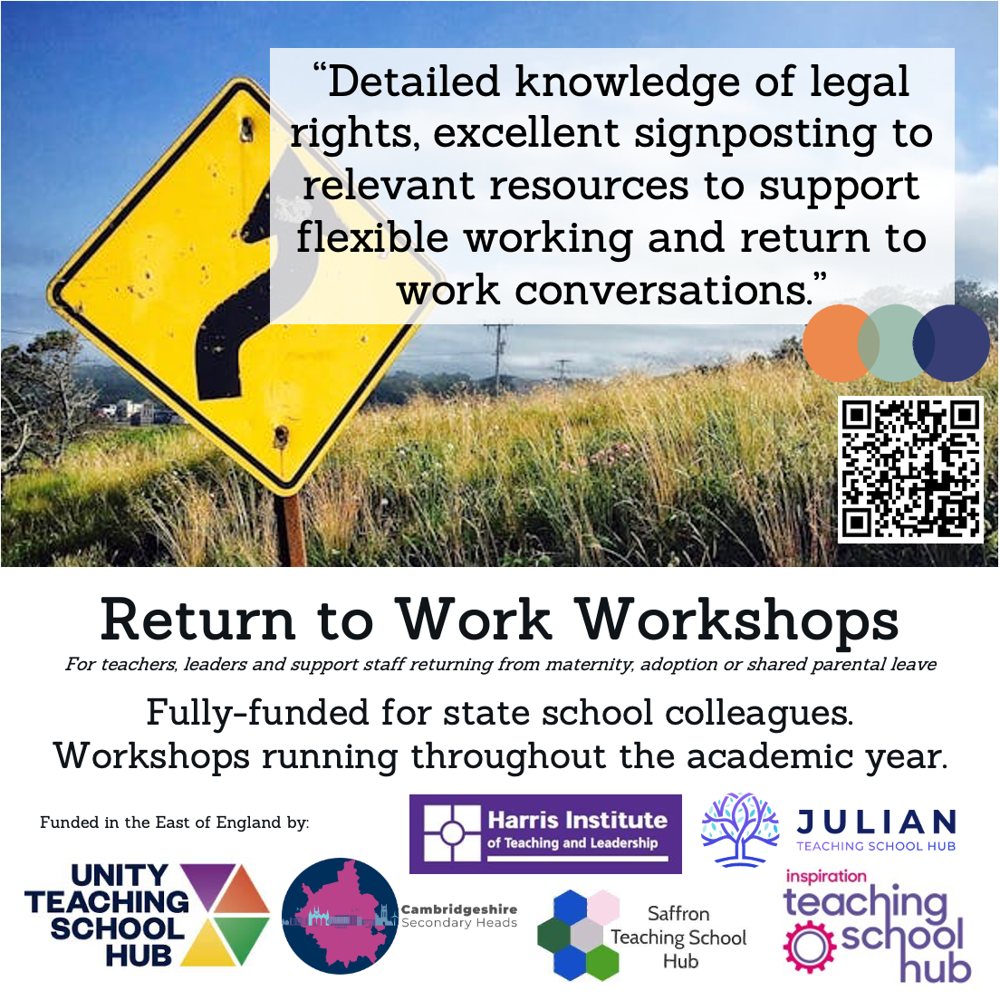 “Detailed knowledge of legal
rights, excellent signposting to
relevant resources to support
flexible working and return to
work conversations.”
Return to Work Workshops
For teachers, leaders and support staff returning from maternity, adoption or shared parental leave
Fully-funded for state school colleagues.
Workshops running throughout the academic year.
Funded in the East of England by:
Harris Institute
of Teaching and Leadership
JULIAN
TEACHING SCHOOL HUB
UNITY
TEACHING
SCHOOL
HUB
Cambridgeshire
Secondary Heads
Saffron
Teaching School
Hub
inspiration
teaching
school
hub